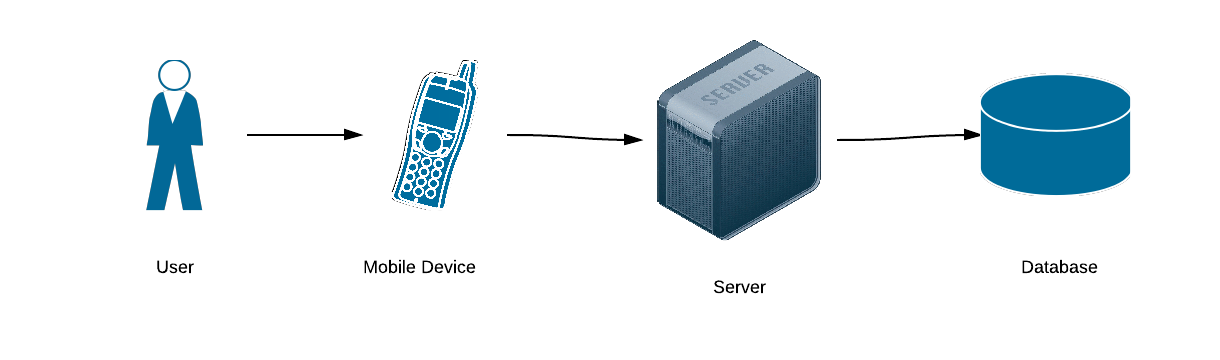 SERVER
User
Mobile Device
Server
Database